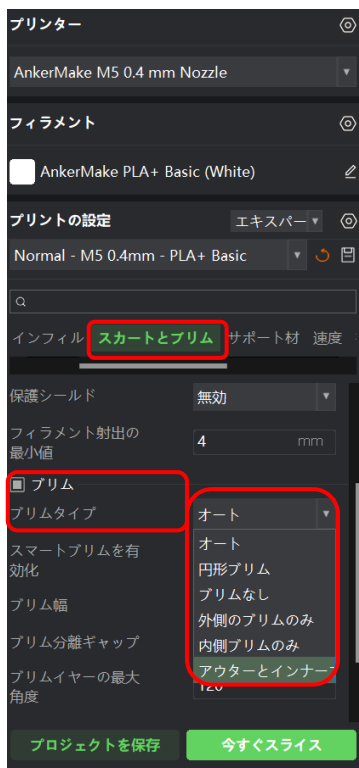 プリンター
AnkerMake M5 0.4 mm Nozzle
フィラメント
AnkerMake PLA+ Basic (White)
プリントの設定 エキスパー
Normal - M5 0.4mm - PLA+ Basic
インフィル スカートとブリム サポート材 速度
保護シールド 無効
フィラメント射出の
最小値
4 mm
ブリム
ブリムタイプ オート
オート
円形ブリム
ブリムなし
外側のブリムのみ
内側ブリムのみ
アウターとインナー
スマートブリムを有
効化
ブリム幅
ブリム分離ギャップ
ブリムイヤーの最大
角度
120
プロジェクトを保存 今すぐスライス